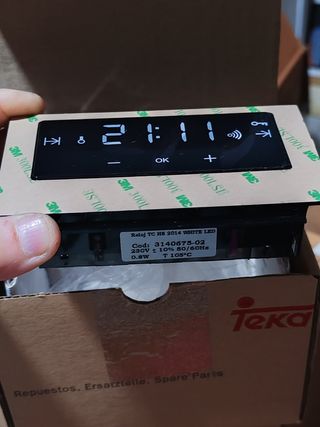 21:11
OK
3M 100LSE
Reloj TC HS 2014 WHITE LED
Cod: 3140675-02
230V ± 10% 50/60Hz
0.8W T 105ºC
Teka
Repuestos. Ersatzteile. Spare Parts